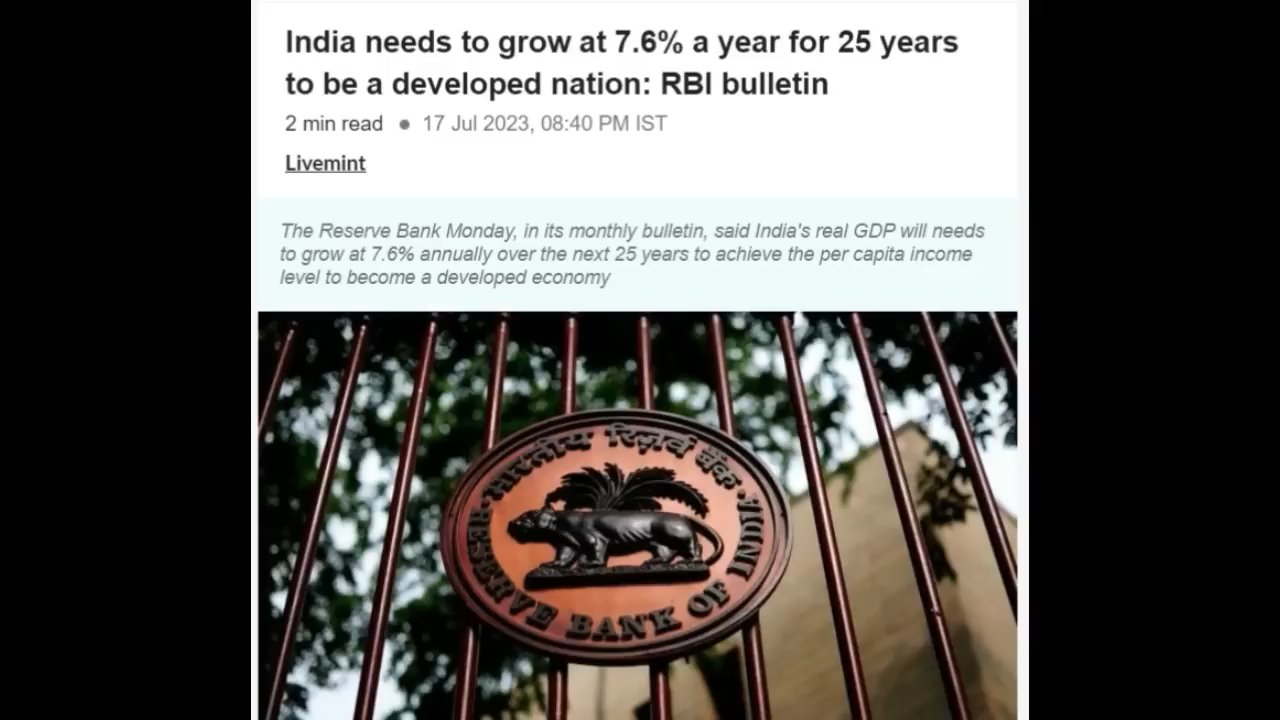 India needs to grow at 7.6% a year for 25 years
to be a developed nation: RBI bulletin
2 min read ● 17 Jul 2023, 08:40 PM IST
Livemint
The Reserve Bank Monday, in its monthly bulletin, said India's real GDP will needs
to grow at 7.6% annually over the next 25 years to achieve the per capita income
level to become a developed economy
भारतीय रिज़र्व बैंक
RESERVE BANK OF INDIA